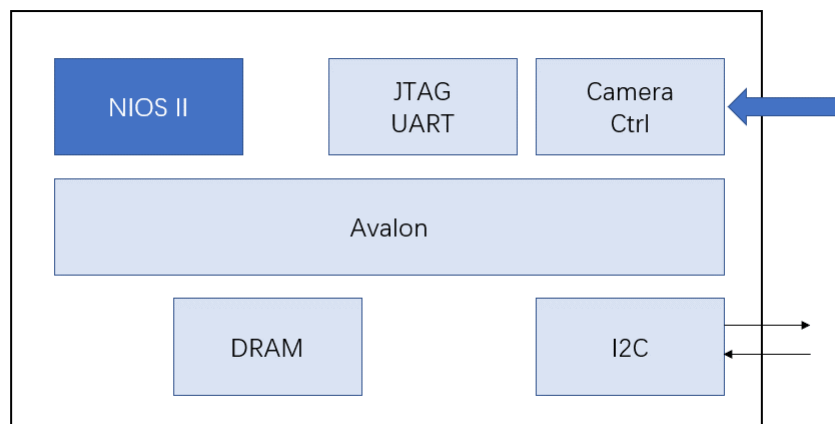 NIOS II
JTAG
UART
Camera
Ctrl
Avalon
DRAM
I2C